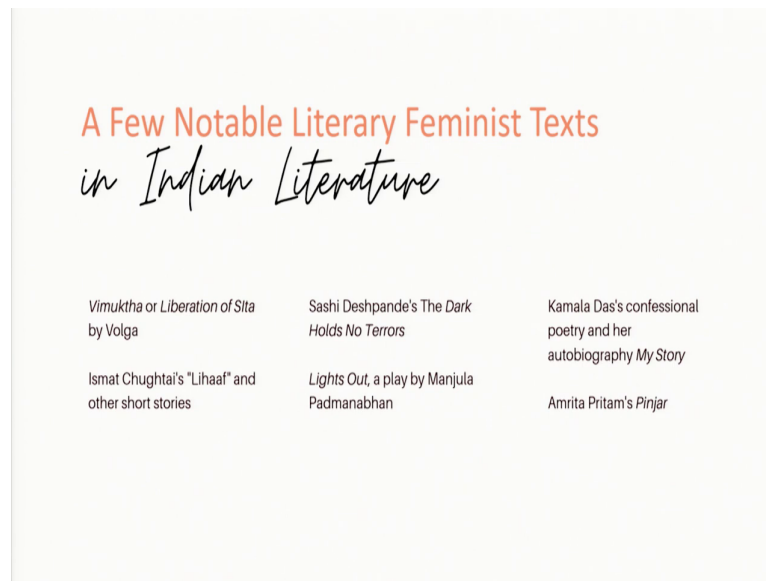 A Few Notable Literary Feminist Texts
in Indian Literature
Vimuktha or Liberation of SIta
by Volga
Ismat Chughtai's "Lihaaf" and
other short stories
Sashi Deshpande's The Dark
Holds No Terrors
Lights Out, a play by Manjula
Padmanabhan
Kamala Das's confessional
poetry and her
autobiography My Story
Amrita Pritam's Pinjar